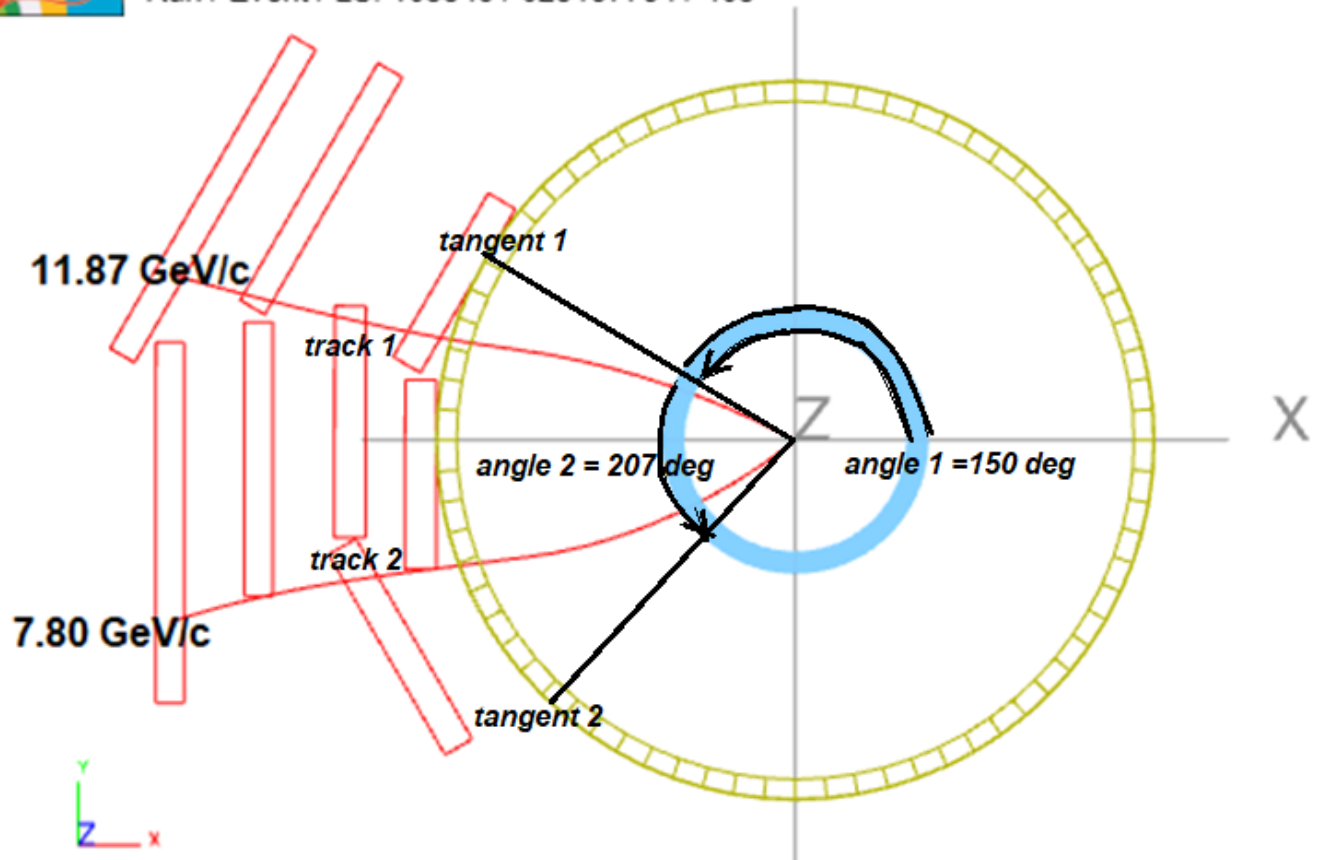 tangent 1
11.87 GeV/c
track 1
Z
X
angle 2 = 207 deg
angle 1 =150 deg
track 2
7.80 GeV/c
tangent 2
Y
Z
X